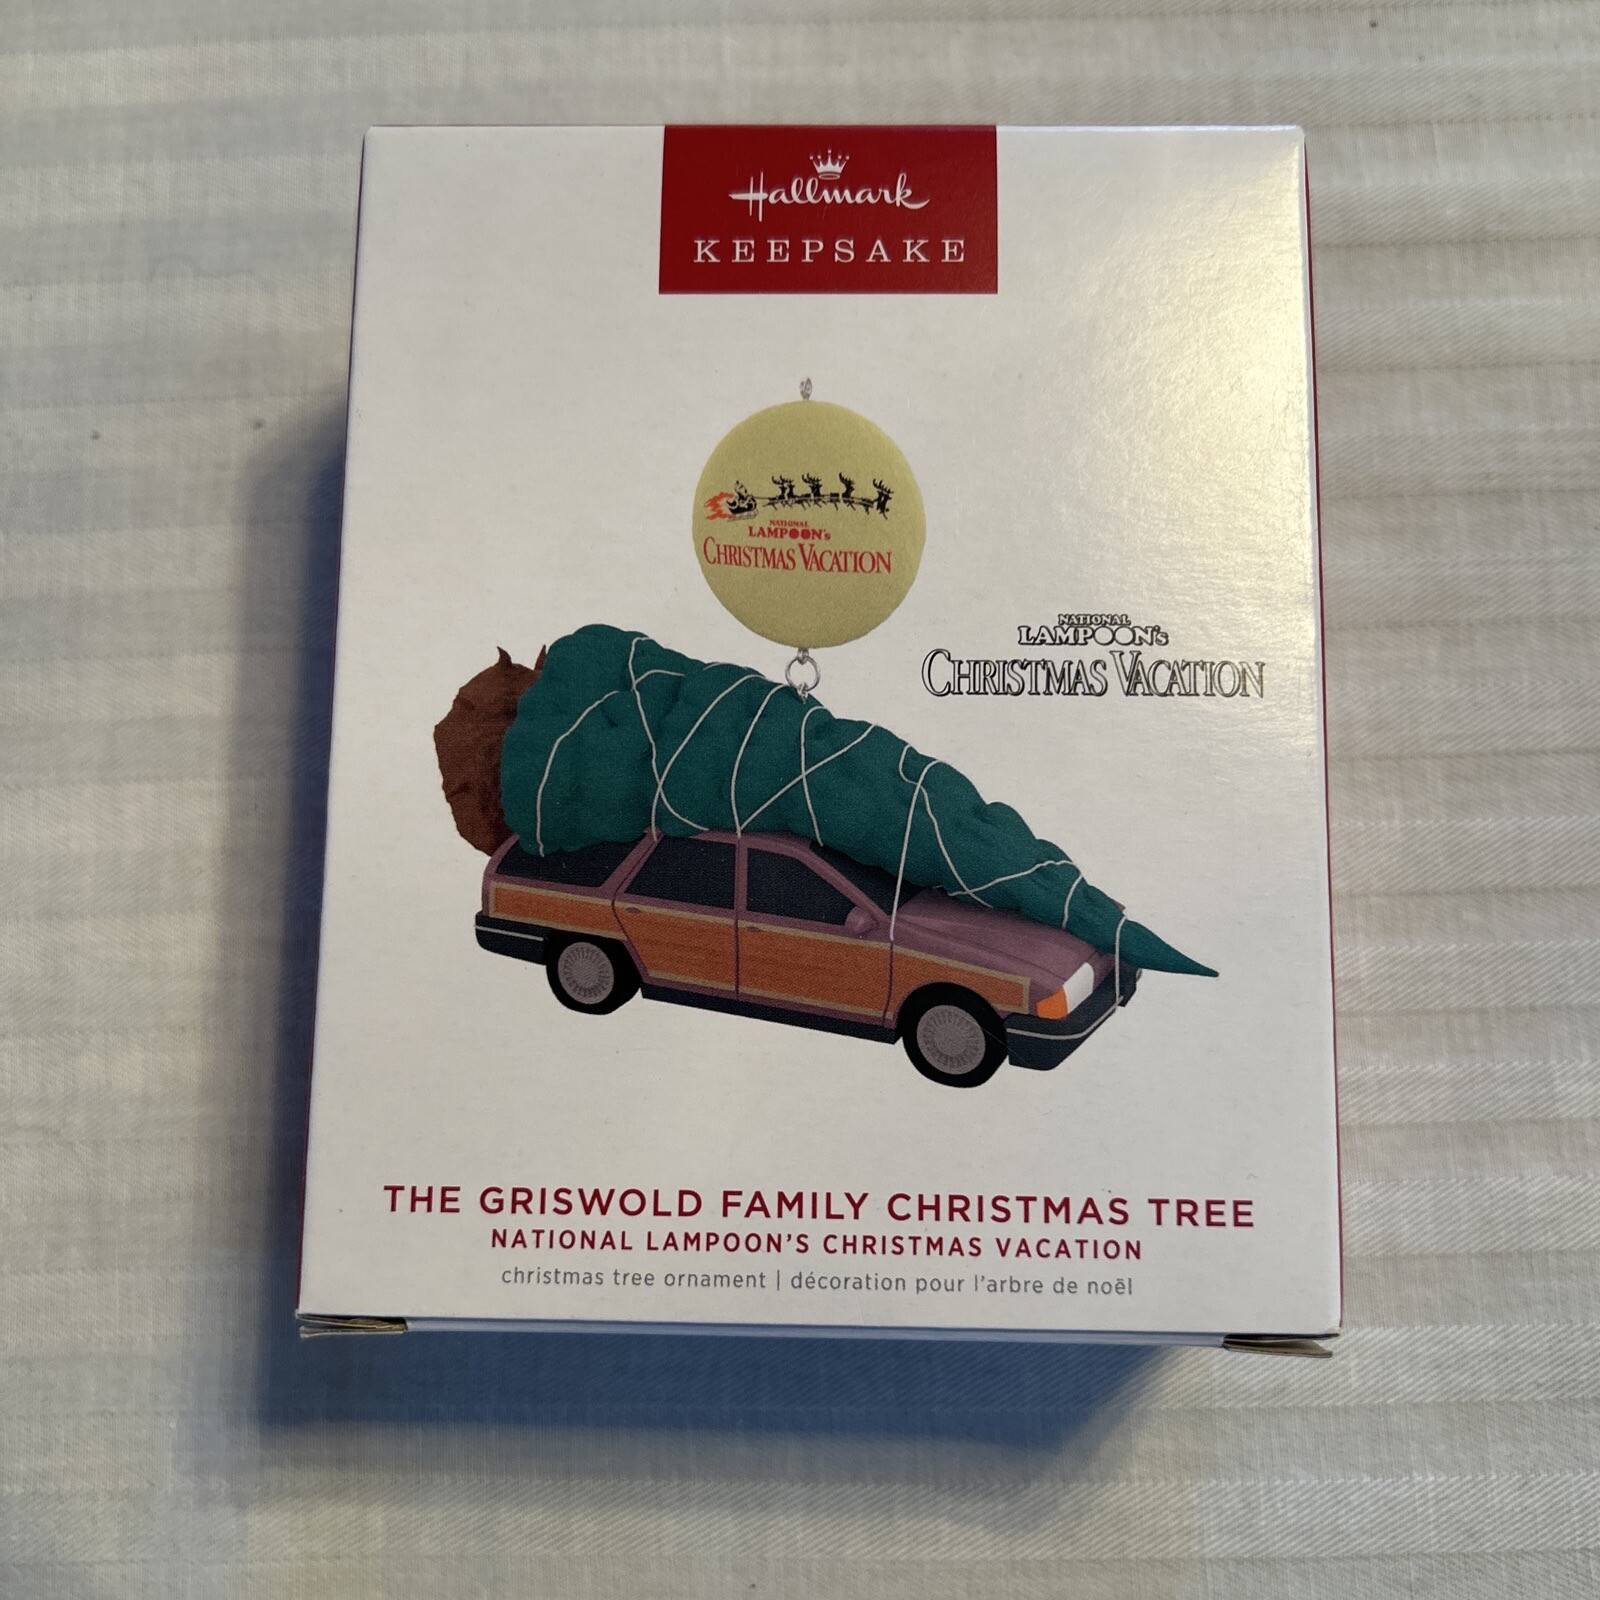 Hallmark
KEEPSAKE
NATIONAL
LAMPOON's
CHRISTMAS VACATION
NATIONAL
LAMPOON's
CHRISTMAS VACATION
THE GRISWOLD FAMILY CHRISTMAS TREE
NATIONAL LAMPOON'S CHRISTMAS VACATION
christmas tree ornament | décoration pour l'arbre de noël